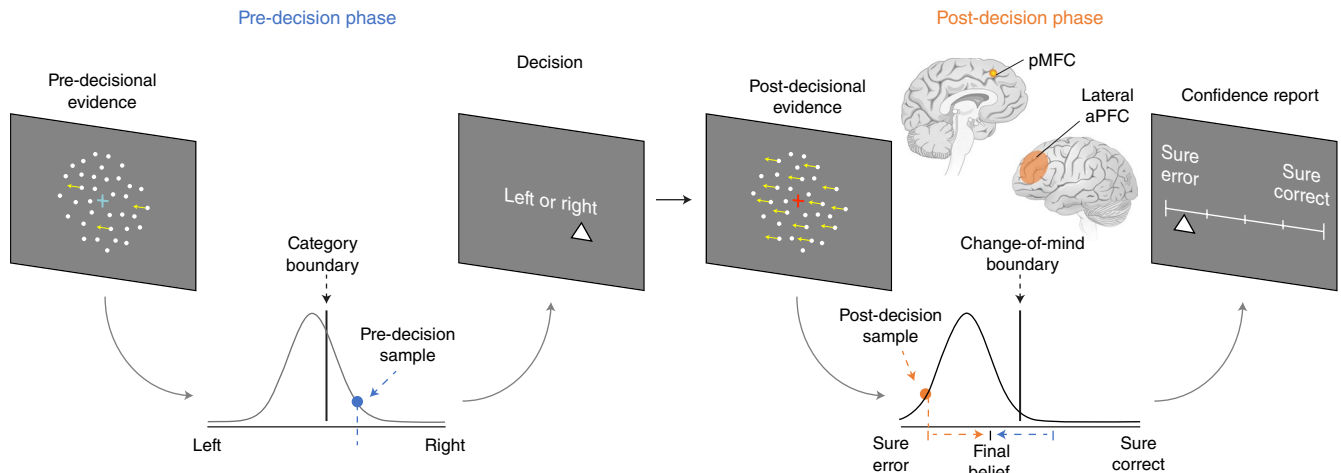 Pre-decision phase
Post-decision phase
Pre-decisional
evidence
Decision
Left or right
Category
boundary
Pre-decision
sample
Left
Right
Post-decisional
evidence
pMFC
Lateral
aPFC
Confidence report
Sure
error
Sure
correct
Change-of-mind
boundary
Post-decision
sample
Sure
error
Final
belief
Sure
correct